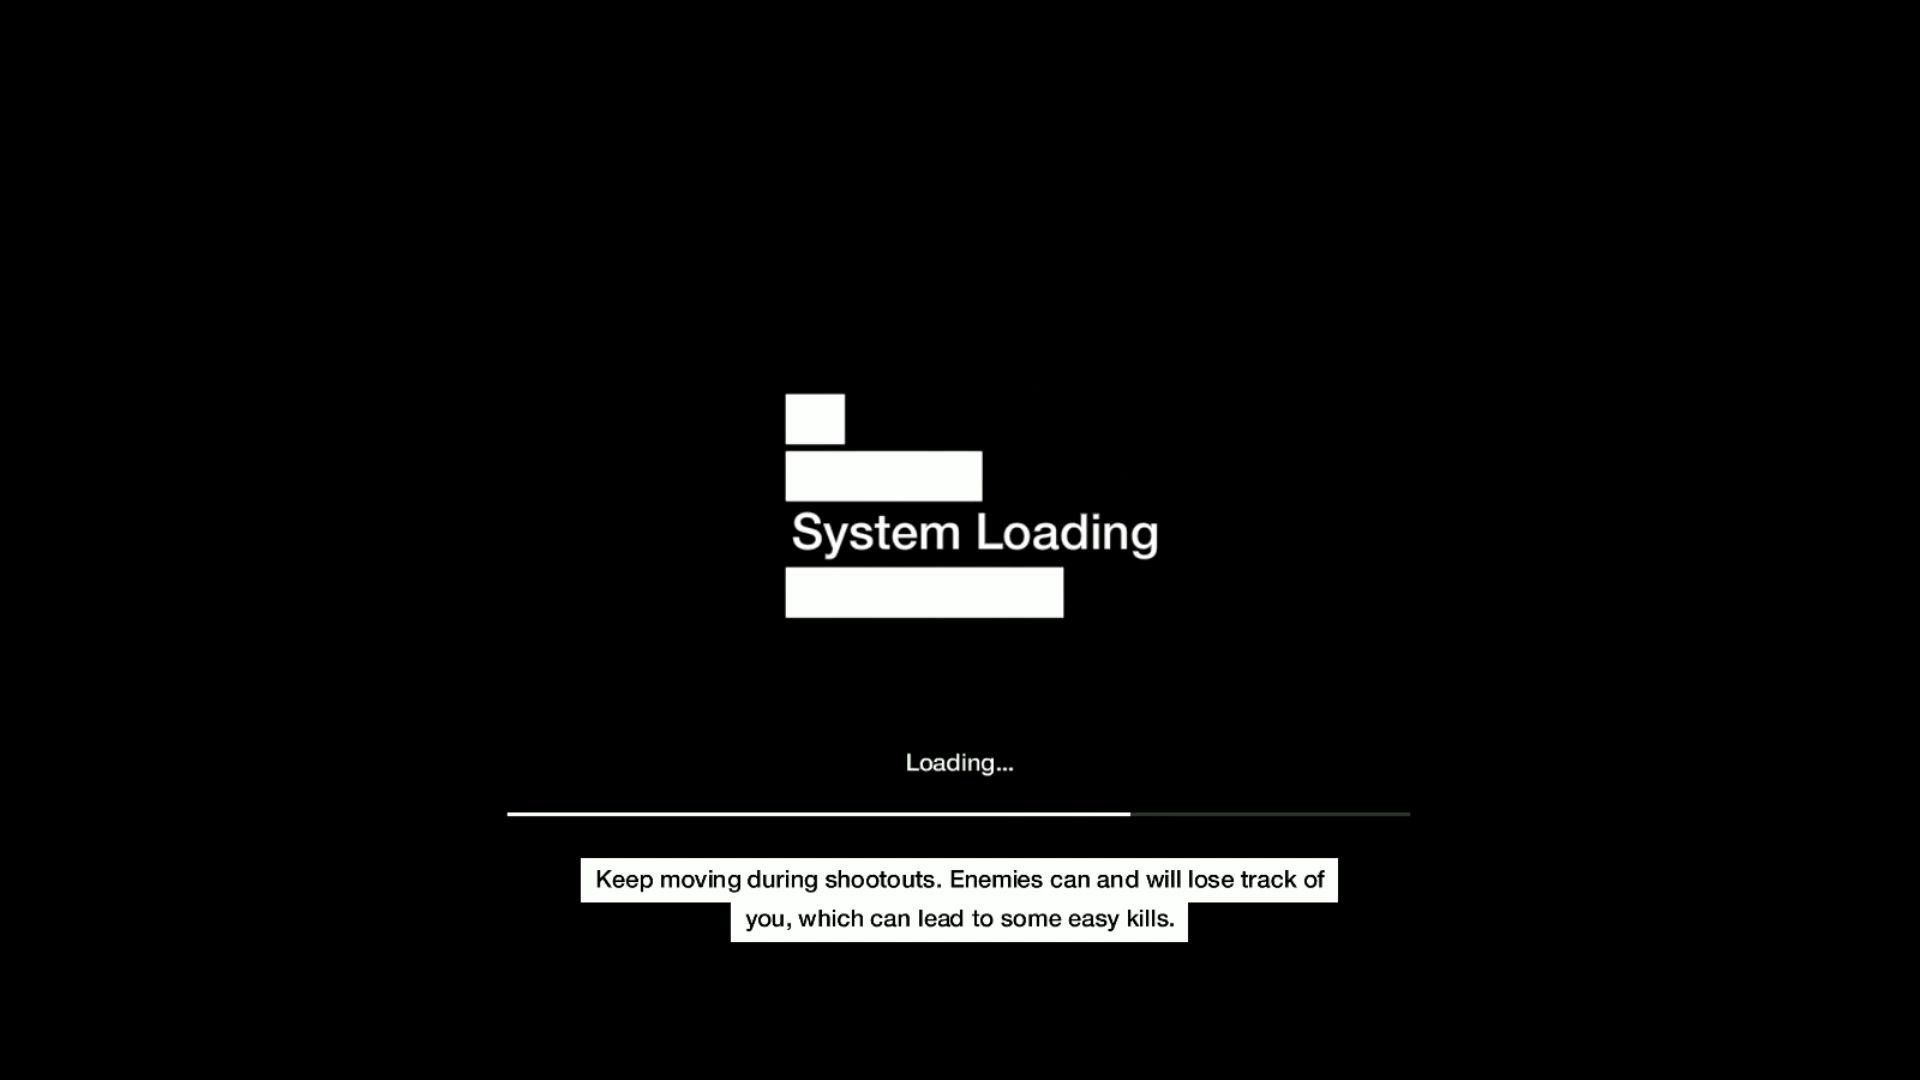 System Loading
Loading...
Keep moving during shootouts. Enemies can and will lose track of
you, which can lead to some easy kills.